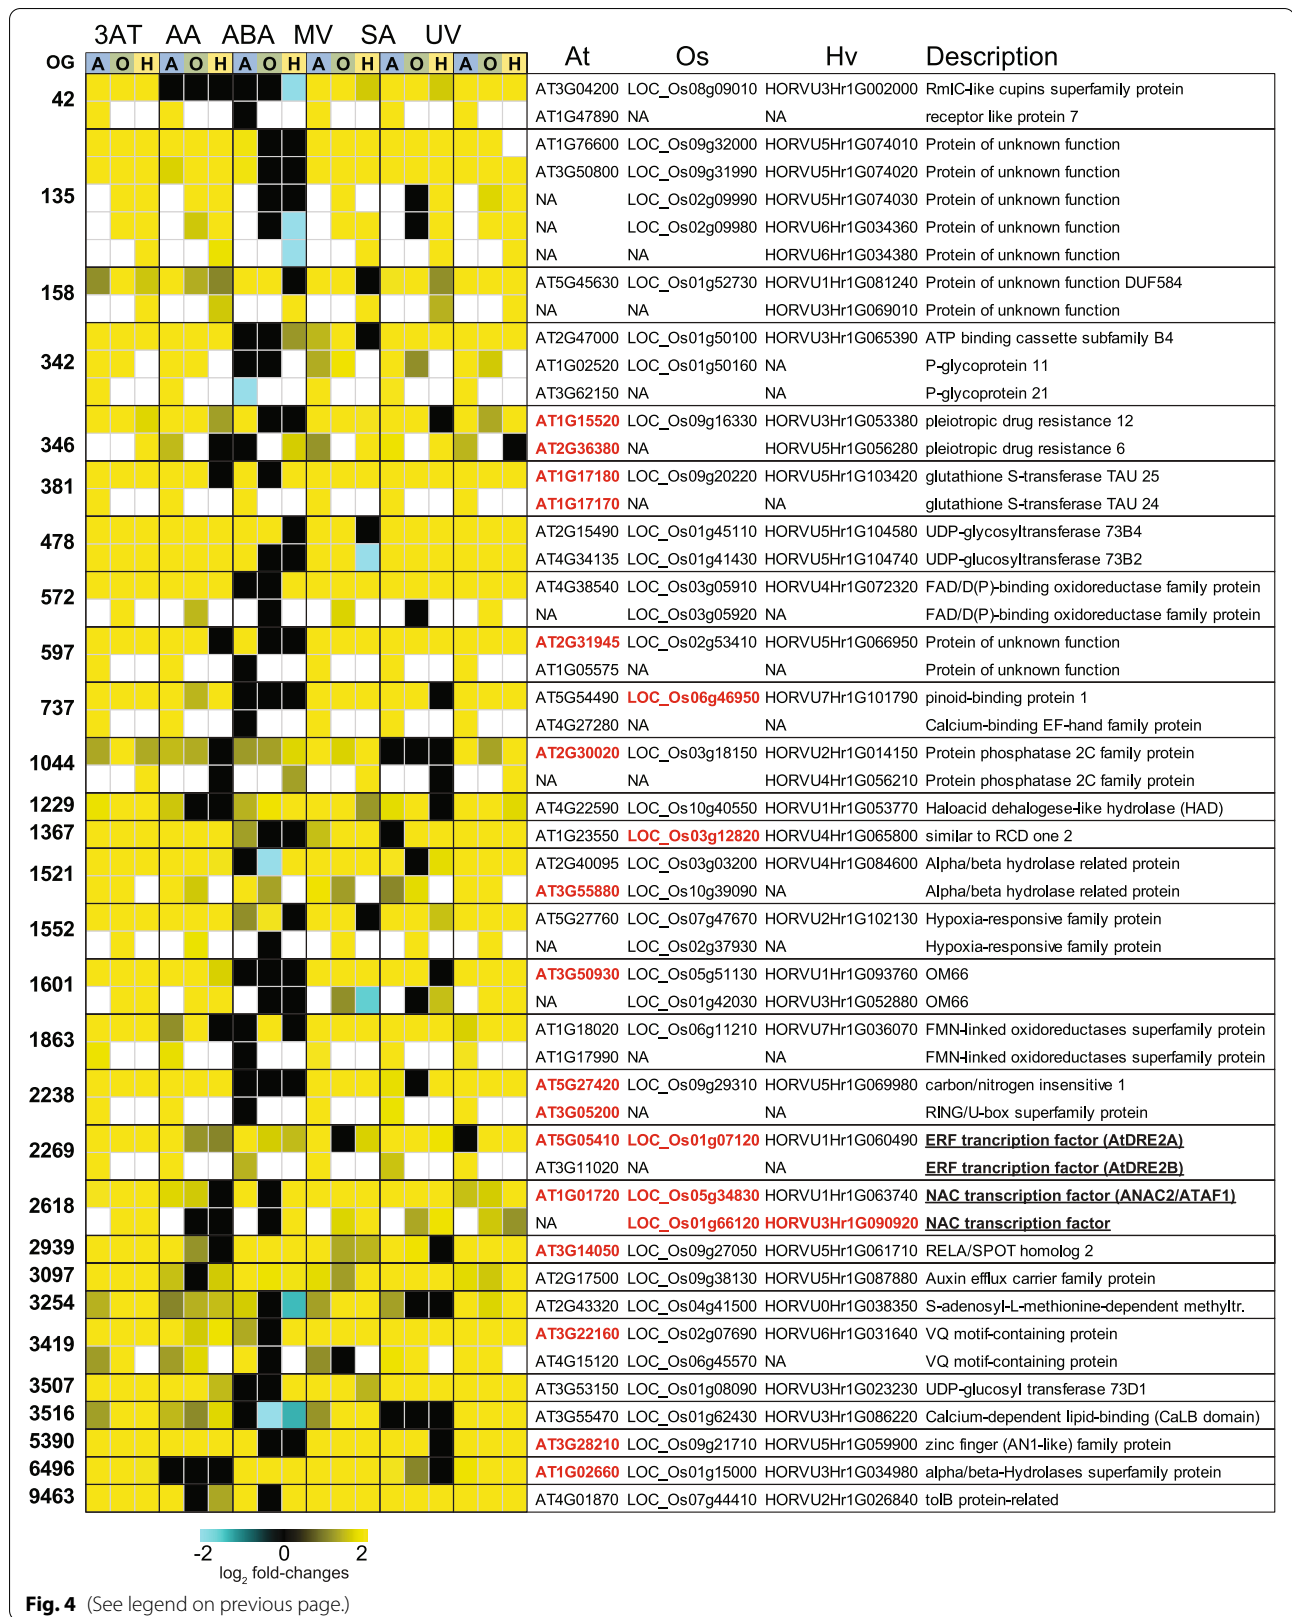 3AT AA ABA MV SA UV
OG A O H A O H A O H A O H A O H A O H At Os Hv Description
42 AT3G04200 LOC_Os08g09010 HORVU3Hr1G002000 RmlC-like cupins superfamily protein
AT1G47890 NA NA receptor like protein 7
135 AT1G76600 LOC_Os09g32000 HORVU5Hr1G074010 Protein of unknown function
AT3G50800 LOC_Os09g31990 HORVU5Hr1G074020 Protein of unknown function
NA LOC_Os02g09990 HORVU5Hr1G074030 Protein of unknown function
NA LOC_Os02g09980 HORVU6Hr1G034360 Protein of unknown function
NA NA HORVU6Hr1G034380 Protein of unknown function
158 AT5G45630 LOC_Os01g52730 HORVU1Hr1G081240 Protein of unknown function DUF584
NA NA HORVU3Hr1G069010 Protein of unknown function
342 AT2G47000 LOC_Os01g50100 HORVU3Hr1G065390 ATP binding cassette subfamily B4
AT1G02520 LOC_Os01g50160 NA P-glycoprotein 11
AT3G62150 NA NA P-glycoprotein 21
346 AT1G15520 LOC_Os09g16330 HORVU3Hr1G053380 pleiotropic drug resistance 12
AT2G36380 NA HORVU5Hr1G056280 pleiotropic drug resistance 6
381 AT1G17180 LOC_Os09g20220 HORVU5Hr1G103420 glutathione S-transferase TAU 25
AT1G17170 NA NA glutathione S-transferase TAU 24
478 AT2G15490 LOC_Os01g45110 HORVU5Hr1G104580 UDP-glycosyltransferase 73B4
AT4G34135 LOC_Os01g41430 HORVU5Hr1G104740 UDP-glucosyltransferase 73B2
572 AT4G38540 LOC_Os03g05910 HORVU4Hr1G072320 FAD/D(P)-binding oxidoreductase family protein
NA LOC_Os03g05920 NA FAD/D(P)-binding oxidoreductase family protein
597 AT2G31945 LOC_Os02g53410 HORVU5Hr1G066950 Protein of unknown function
AT1G05575 NA NA Protein of unknown function
737 AT5G54490 LOC_Os06g46950 HORVU7Hr1G101790 pinoid-binding protein 1
AT4G27280 NA NA Calcium-binding EF-hand family protein
1044 AT2G30020 LOC_Os03g18150 HORVU2Hr1G014150 Protein phosphatase 2C family protein
NA NA HORVU4Hr1G056210 Protein phosphatase 2C family protein
1229 AT4G22590 LOC_Os10g40550 HORVU1Hr1G053770 Haloacid dehalogese-like hydrolase (HAD)
1367 AT1G23550 LOC_Os03g12820 HORVU4Hr1G065800 similar to RCD one 2
1521 AT2G40095 LOC_Os03g03200 HORVU4Hr1G084600 Alpha/beta hydrolase related protein
AT3G55880 LOC_Os10g39090 NA Alpha/beta hydrolase related protein
1552 AT5G27760 LOC_Os07g47670 HORVU2Hr1G102130 Hypoxia-responsive family protein
NA LOC_Os02g37930 NA Hypoxia-responsive family protein
1601 AT3G50930 LOC_Os05g51130 HORVU1Hr1G093760 OM66
NA LOC_Os01g42030 HORVU3Hr1G052880 OM66
1863 AT1G18020 LOC_Os06g11210 HORVU7Hr1G036070 FMN-linked oxidoreductases superfamily protein
AT1G17990 NA NA FMN-linked oxidoreductases superfamily protein
2238 AT5G27420 LOC_Os09g29310 HORVU5Hr1G069980 carbon/nitrogen insensitive 1
AT3G05200 NA NA RING/U-box superfamily protein
2269 AT5G05410 LOC_Os01g07120 HORVU1Hr1G060490 ERF trancription factor (AtDRE2A)
AT3G11020 NA NA ERF trancription factor (AtDRE2B)
2618 AT1G01720 LOC_Os05g34830 HORVU1Hr1G063740 NAC transcription factor (ANAC2/ATAF1)
NA LOC_Os01g66120 HORVU3Hr1G090920 NAC transcription factor
2939 AT3G14050 LOC_Os09g27050 HORVU5Hr1G061710 RELA/SPOT homolog 2
3097 AT2G17500 LOC_Os09g38130 HORVU5Hr1G087880 Auxin efflux carrier family protein
3254 AT2G43320 LOC_Os04g41500 HORVU0Hr1G038350 S-adenosyl-L-methionine-dependent methyltr.
3419 AT3G22160 LOC_Os02g07690 HORVU6Hr1G031640 VQ motif-containing protein
AT4G15120 LOC_Os06g45570 NA VQ motif-containing protein
3507 AT3G53150 LOC_Os01g08090 HORVU3Hr1G023230 UDP-glucosyl transferase 73D1
3516 AT3G55470 LOC_Os01g62430 HORVU3Hr1G086220 Calcium-dependent lipid-binding (CaLB domain)
5390 AT3G28210 LOC_Os09g21710 HORVU5Hr1G059900 zinc finger (AN1-like) family protein
6496 AT1G02660 LOC_Os01g15000 HORVU3Hr1G034980 alpha/beta-Hydrolases superfamily protein
9463 AT4G01870 LOC_Os07g44410 HORVU2Hr1G026840 tolB protein-related
-2 0 2
log2 fold-changes
Fig. 4 (See legend on previous page.)